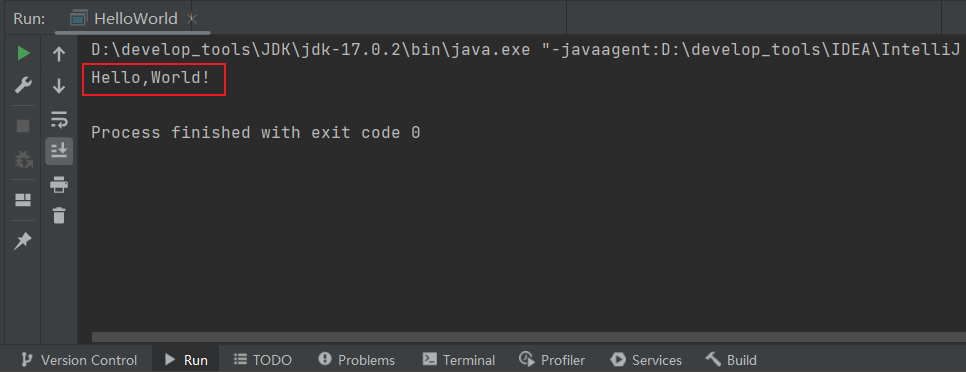 Run: HelloWorld
D:\develop_tools\JDK\jdk-17.0.2\bin\java.exe "-javaagent:D:\develop_tools\IDEA\IntelliJ
Hello,World!
Process finished with exit code 0
Version Control Run TODO Problems Terminal Profiler Services Build